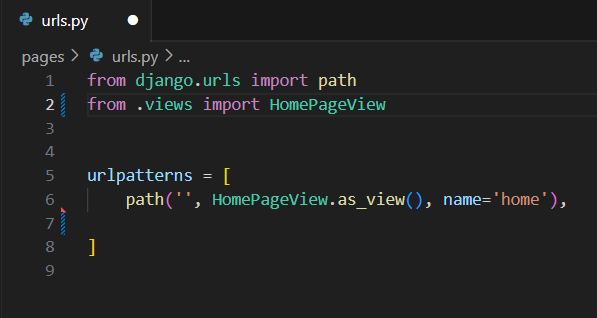 urls.py
pages > urls.py > ...
1 from django.urls import path
2 from .views import HomePageView
3
4
5 urlpatterns = [
6     path('', HomePageView.as_view(), name='home'),
7
8 ]
9